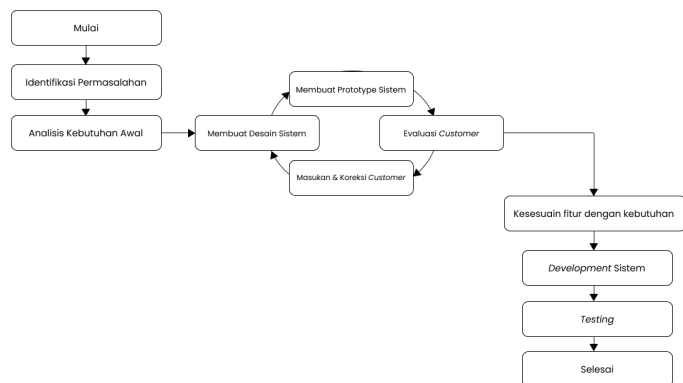 Mulai
Identifikasi Permasalahan
Analisis Kebutuhan Awal
Membuat Desain Sistem
Membuat Prototype Sistem
Evaluasi Customer
Masukan & Koreksi Customer
Kesesuain fitur dengan kebutuhan
Development Sistem
Testing
Selesai